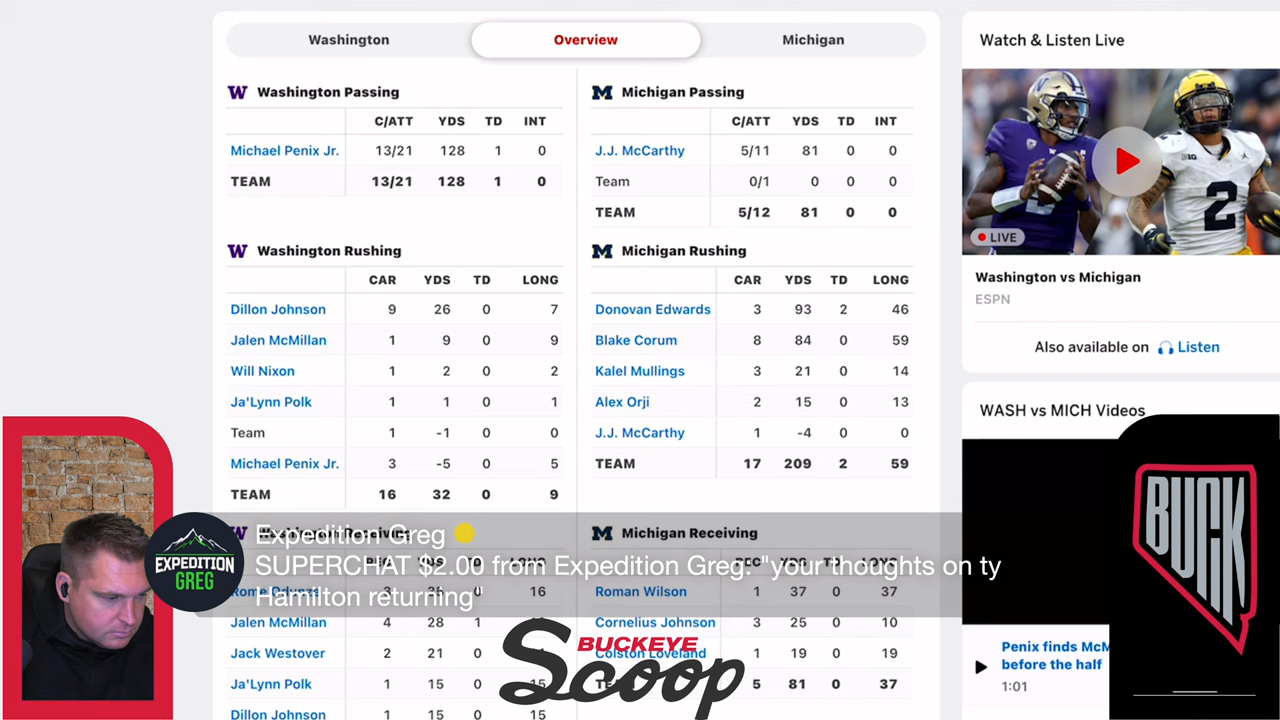 Washington Overview Michigan
Watch & Listen Live
Washington Passing
C/ATT YDS TD INT
Michael Penix Jr. 13/21 128 1 0
TEAM 13/21 128 1 0
Michigan Passing
C/ATT YDS TD INT
J.J. McCarthy 5/11 81 0 0
Team 0/1 0 0 0
TEAM 5/12 81 0 0
LIVE
Washington vs Michigan
ESPN
Also available on Listen
Washington Rushing
CAR YDS TD LONG
Dillon Johnson 9 26 0 7
Jalen McMillan 1 9 0 9
Will Nixon 1 2 0 2
Ja'Lynn Polk 1 1 0 1
Team 1 -1 0 0
Michael Penix Jr. 3 -5 0 5
TEAM 16 32 0 9
Michigan Rushing
CAR YDS TD LONG
Donovan Edwards 3 93 2 46
Blake Corum 8 84 0 59
Kalel Mullings 3 21 0 14
Alex Orji 2 15 0 13
J.J. McCarthy 1 -4 0 0
TEAM 17 209 2 59
WASH vs MICH Videos
BUCK
Expedition Greg
SUPERCHAT $2.00 from Expedition Greg: "your thoughts on ty
Hamilton returning"
EXPEDITION
GREG
16
Jalen McMillan 4 28 1
Jack Westover 2 21 0
Ja'Lynn Polk 1 15 0
Dillon Johnson 1 15 0 15
Michigan Receiving
Roman Wilson 1 37 0 37
Cornelius Johnson 3 25 0 10
Colston Loveland 1 19 0 19
5 81 0 37
BUCKEYE
Scoop
Penix finds McM
before the half
1:01